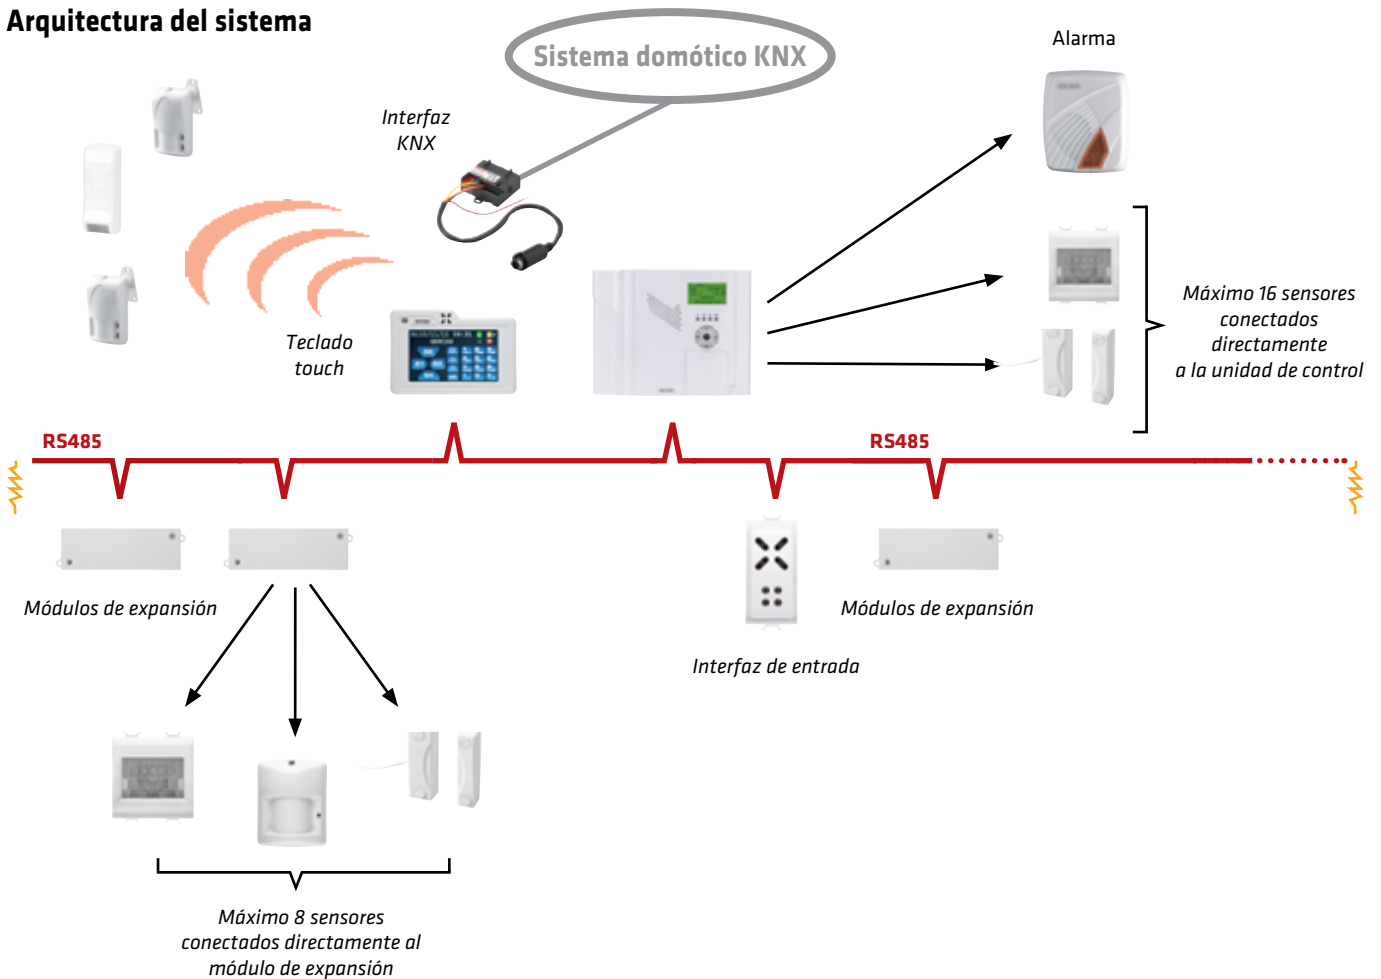 Arquitectura del sistema
Sistema domótico KNX
Alarma
Interfaz
KNX
Teclado
touch
Máximo 16 sensores
conectados
directamente
a la unidad de control
RS485
RS485
Módulos de expansión
Módulos de expansión
Interfaz de entrada
Máximo 8 sensores
conectados directamente al
módulo de expansión